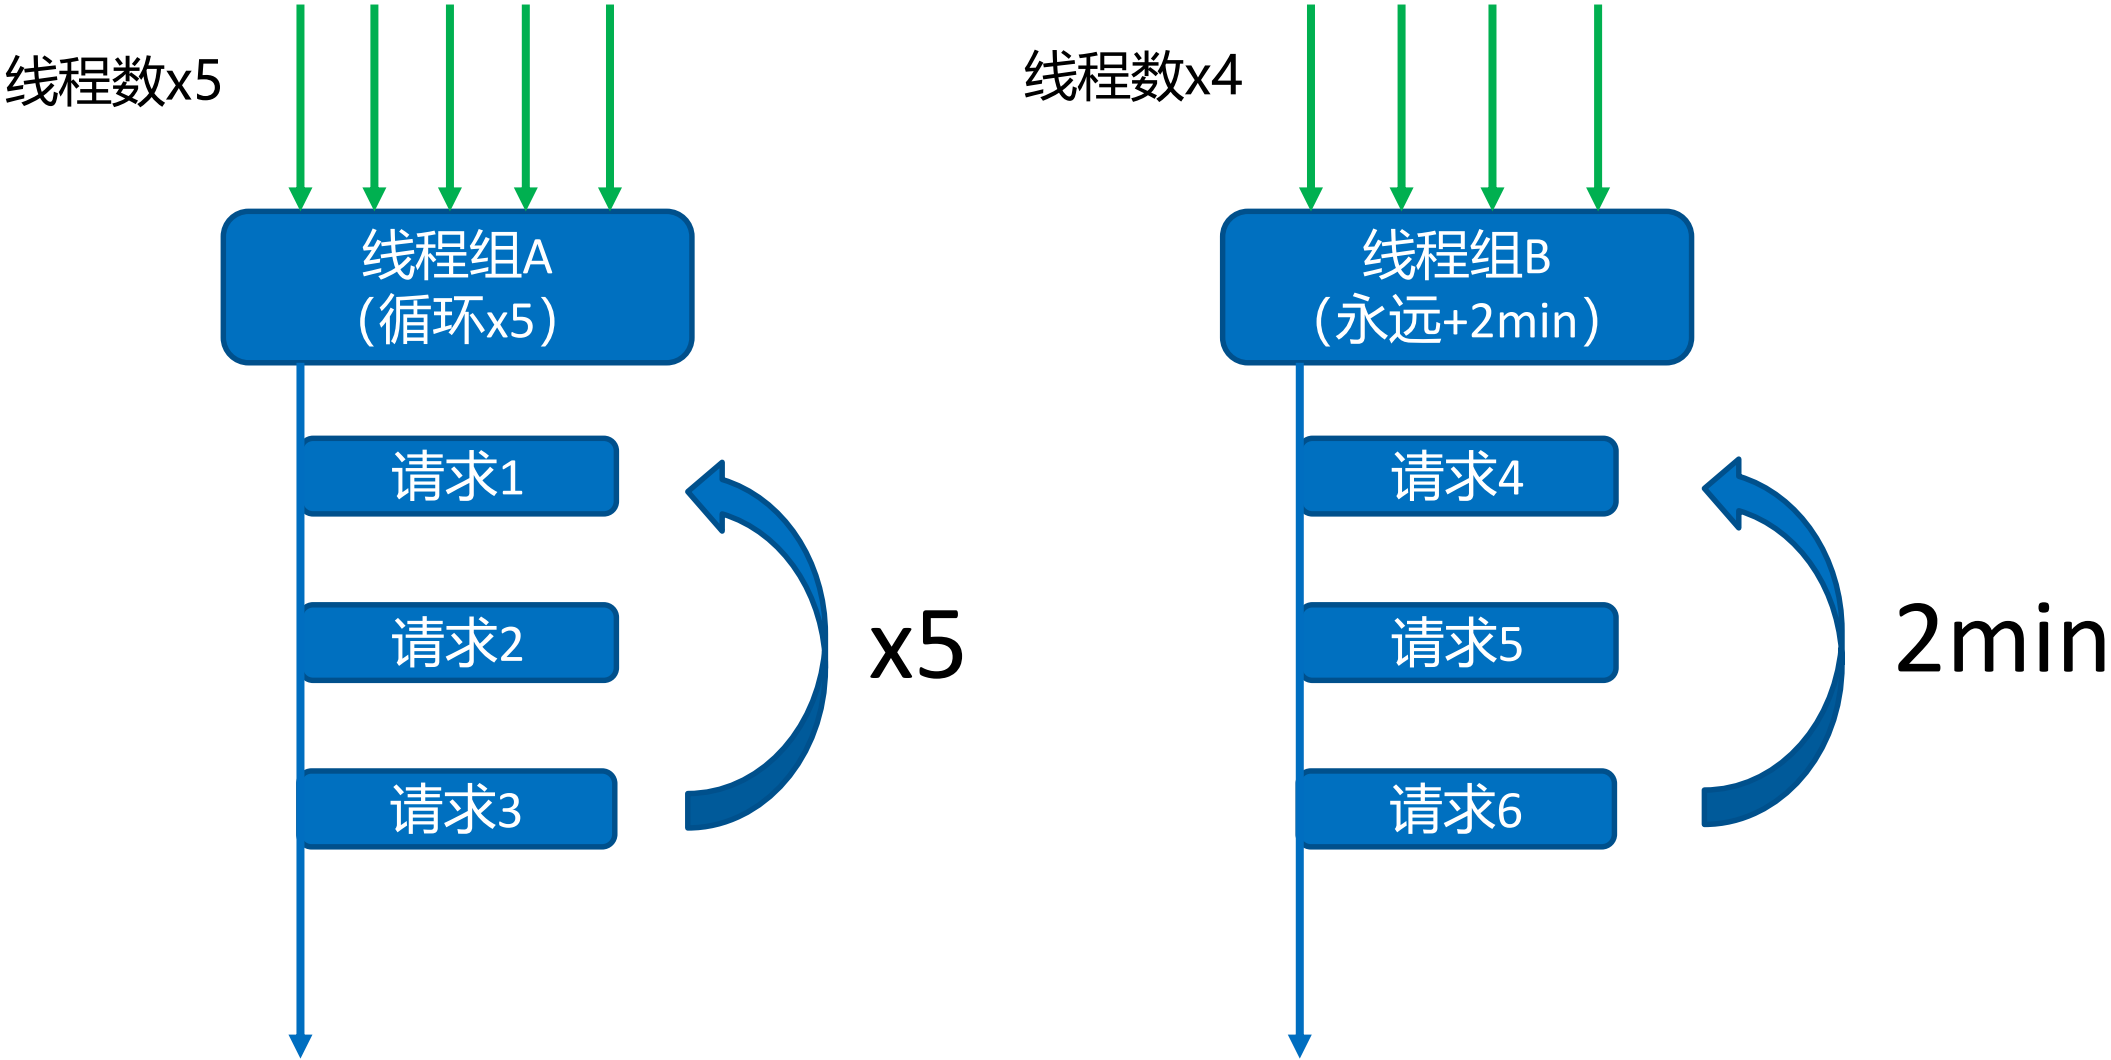 线程数x5
线程组A
（循环x5）
请求1
请求2
请求3
x5
线程数x4
线程组B
（永远+2min）
请求4
请求5
请求6
2min